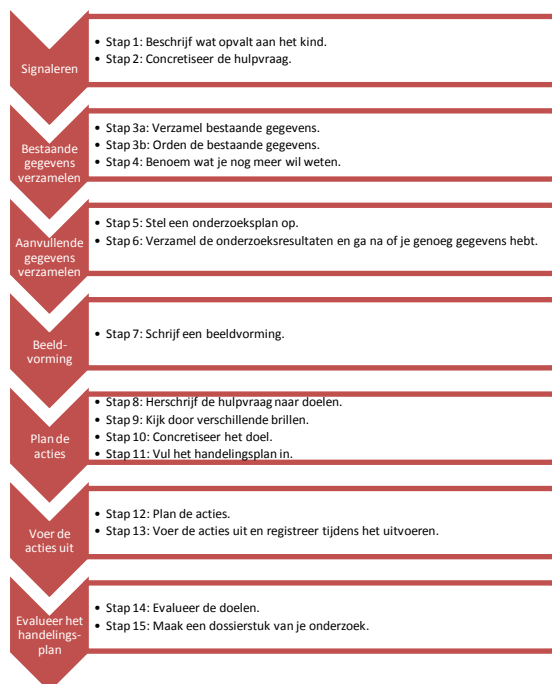 Signaleren
• Stap 1: Beschrijf wat opvalt aan het kind.
• Stap 2: Concretiseer de hulpvraag.
Bestaande
gegevens
verzamelen
• Stap 3a: Verzamel bestaande gegevens.
• Stap 3b: Orden de bestaande gegevens.
• Stap 4: Benoem wat je nog meer wil weten.
Aanvullende
gegevens
verzamelen
• Stap 5: Stel een onderzoeksplan op.
• Stap 6: Verzamel de onderzoeksresultaten en ga na of je genoeg gegevens hebt.
Beeld-
vorming
• Stap 7: Schrijf een beeldvorming.
Plan de
acties
• Stap 8: Herschrijf de hulpvraag naar doelen.
• Stap 9: Kijk door verschillende brillen.
• Stap 10: Concretiseer het doel.
• Stap 11: Vul het handelingsplan in.
Voer de
acties uit
• Stap 12: Plan de acties.
• Stap 13: Voer de acties uit en registreer tijdens het uitvoeren.
Evalueer het
handelings-
plan
• Stap 14: Evalueer de doelen.
• Stap 15: Maak een dossierstuk van je onderzoek.